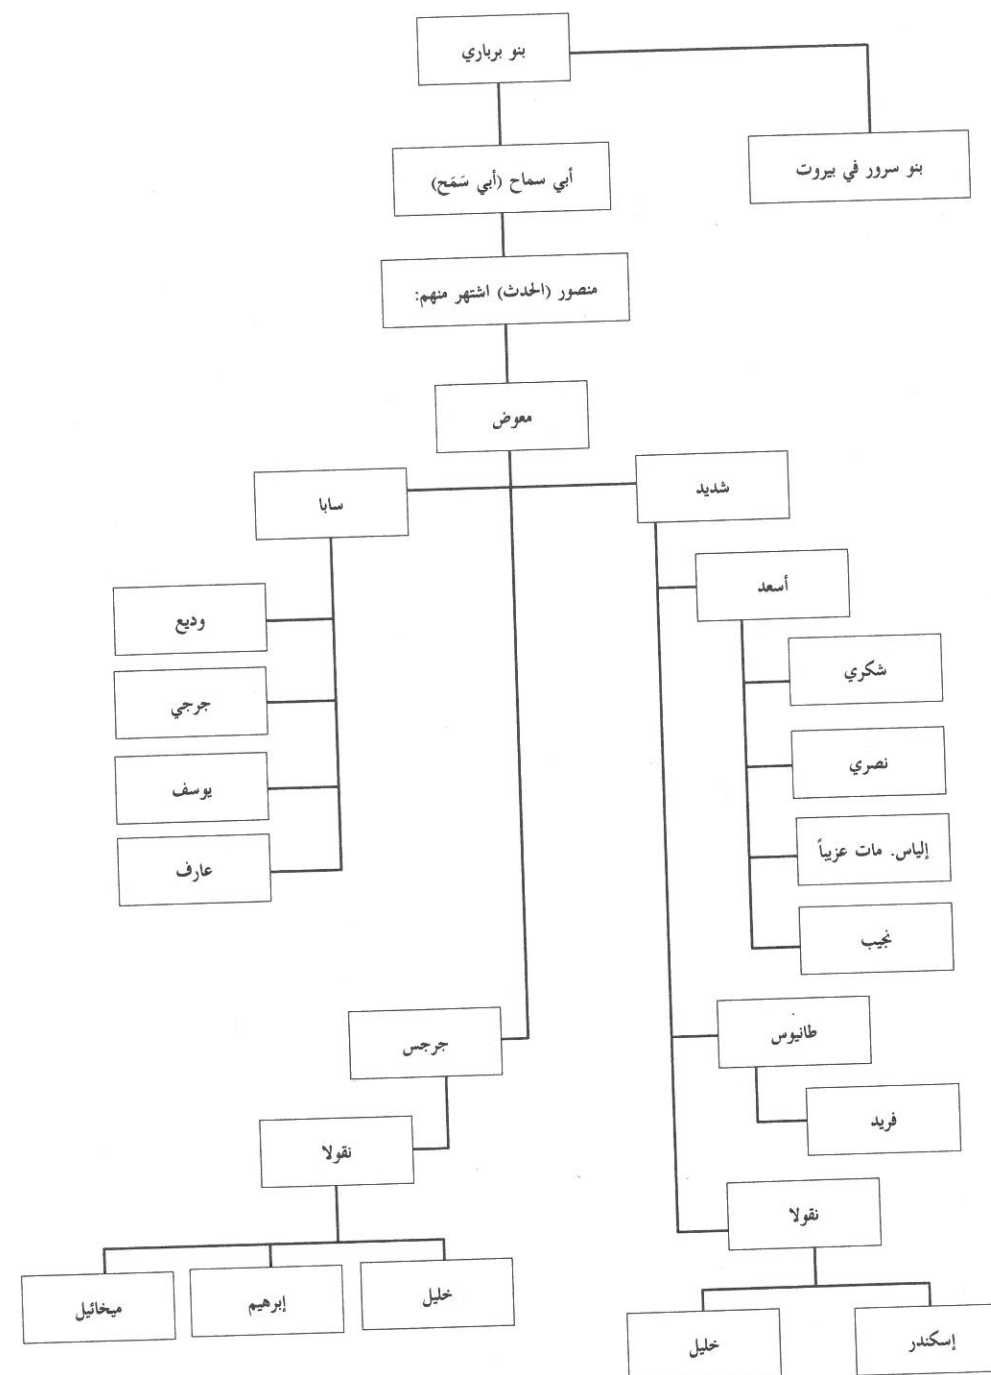 بنو برباري
بنو سرور في بيروت
أبي سماح (أبي سَمَح)
منصور (الحدث) اشتهر منهم:
معوض
شديد
سابا
أسعد
وديع
شكري
جرجي
نصري
يوسف
إلياس. مات عزيباً
عارف
نجيب
طانيوس
جرجس
فريد
نقولا
نقولا
خليل
إبرهيم
ميخائيل
إسكندر
خليل